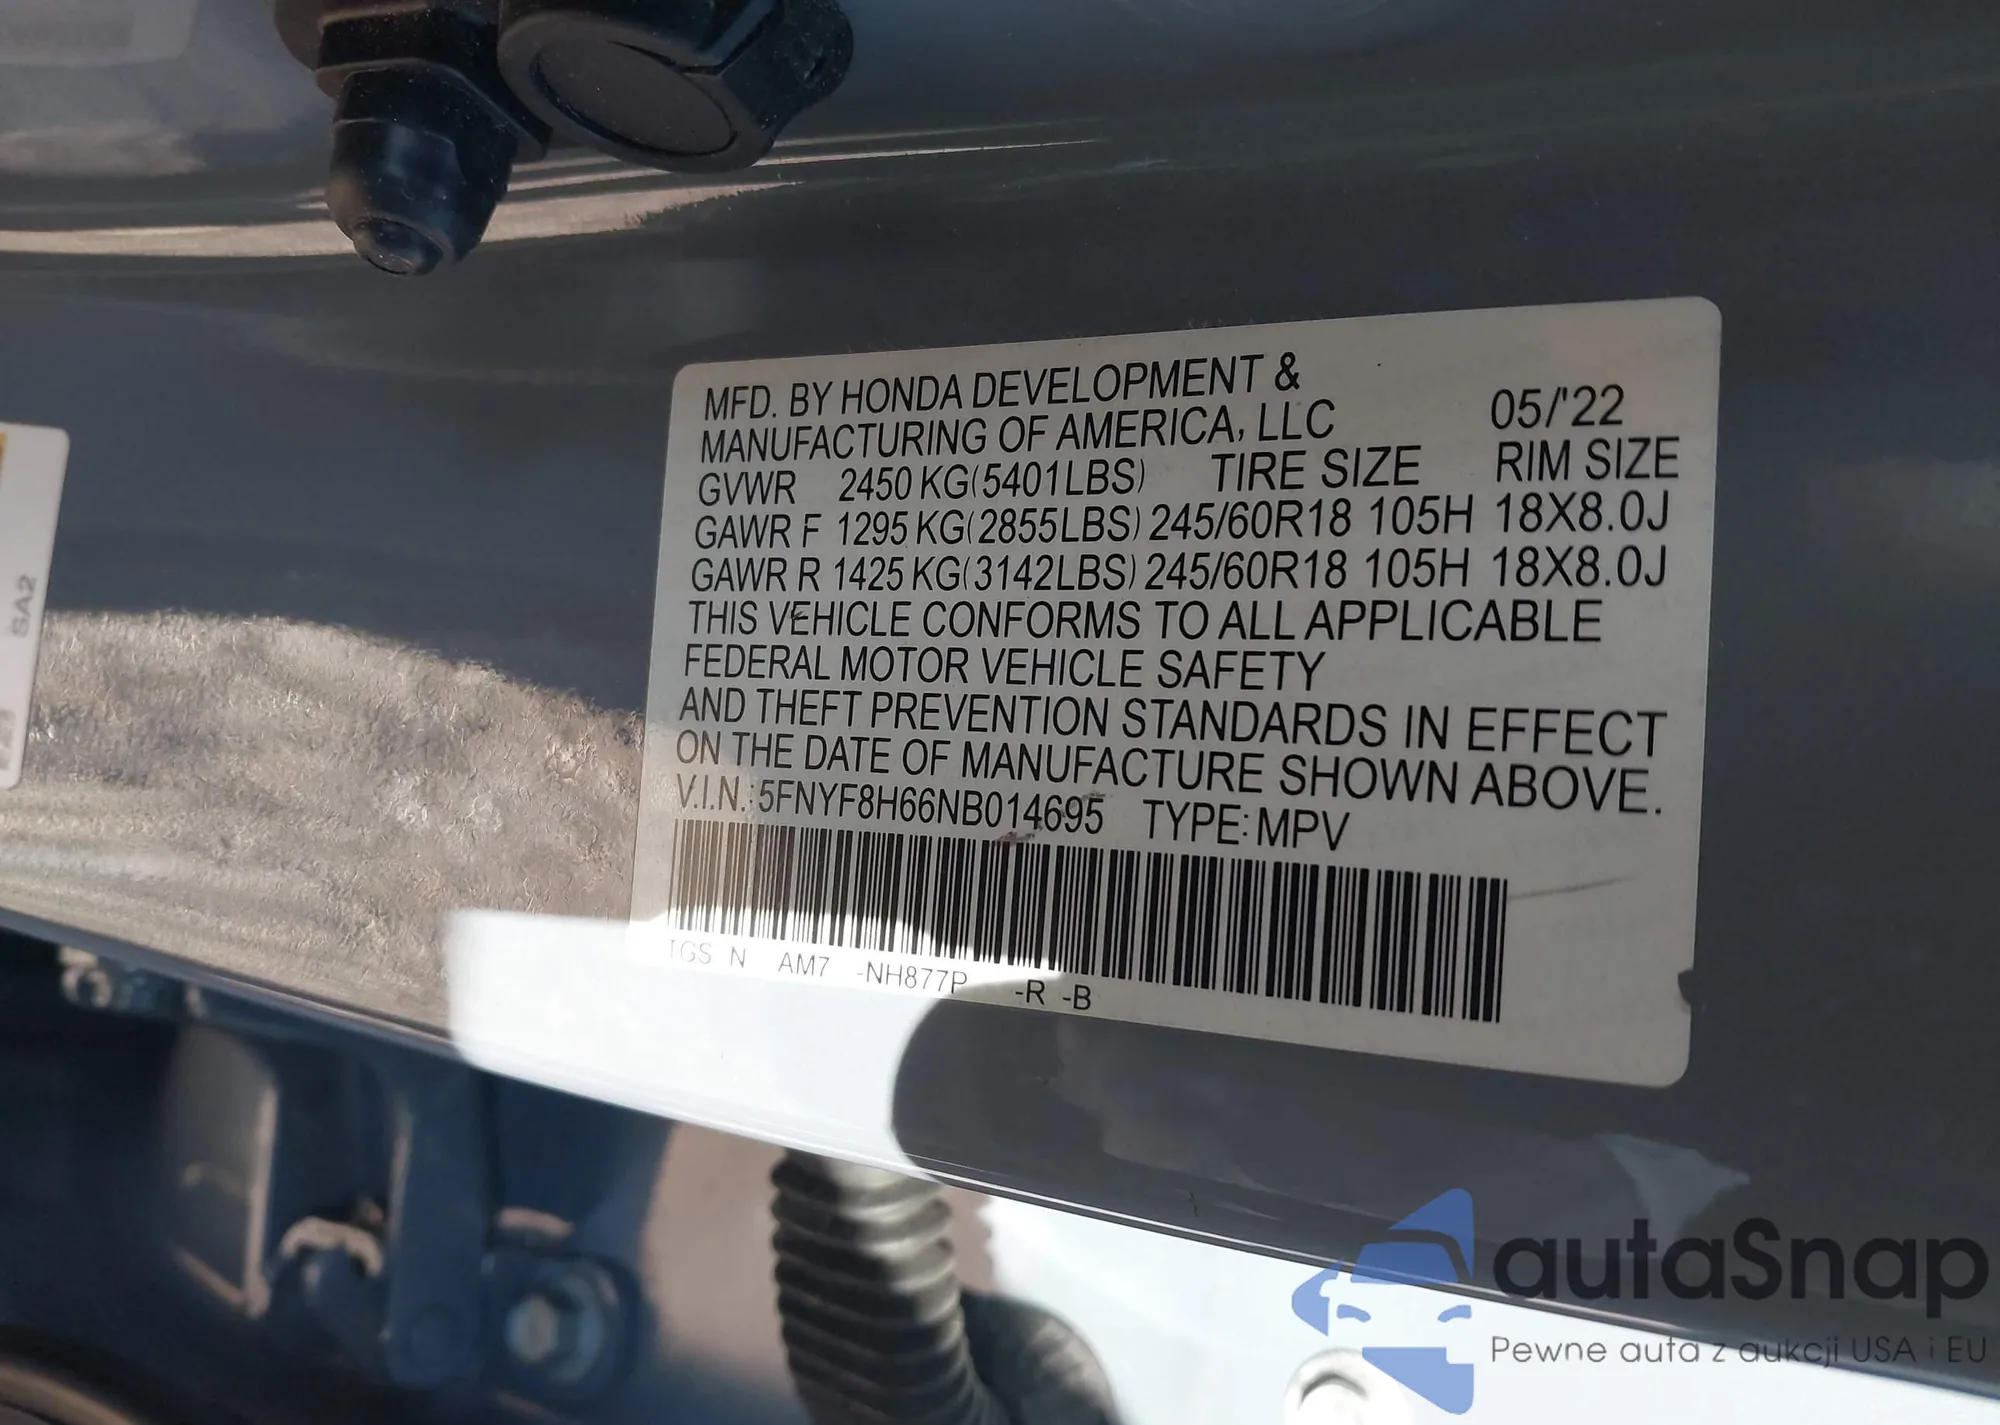 MFD. BY HONDA DEVELOPMENT &
MANUFACTURING OF AMERICA, LLC 05/'22
GVWR 2450 KG(5401LBS) TIRE SIZE RIM SIZE
GAWR F 1295 KG(2855LBS) 245/60R18 105H 18X8.0J
GAWR R 1425 KG(3142LBS) 245/60R18 105H 18X8.0J
THIS VEHICLE CONFORMS TO ALL APPLICABLE
FEDERAL MOTOR VEHICLE SAFETY
AND THEFT PREVENTION STANDARDS IN EFFECT
ON THE DATE OF MANUFACTURE SHOWN ABOVE.
V.I.N.: 5FNYF8H66NB014695 TYPE: MPV
TGS N AM7 -NH877P -R -B
SA2
autaSnap
Pewne auta z aukcji USA i EU